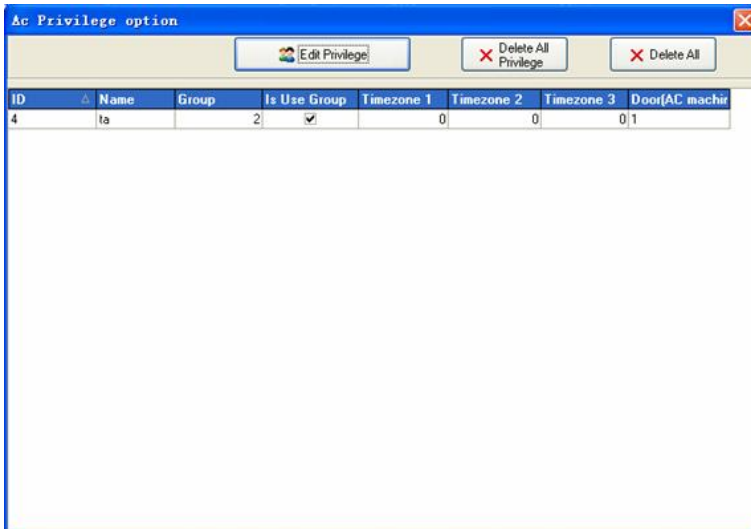 Ac Privilege option
Edit Privilege
Delete All
Privilege
Delete All
ID Name Group Is Use Group Timezone 1 Timezone 2 Timezone 3 Door(AC machir
4 ta 2 0 0 0 1